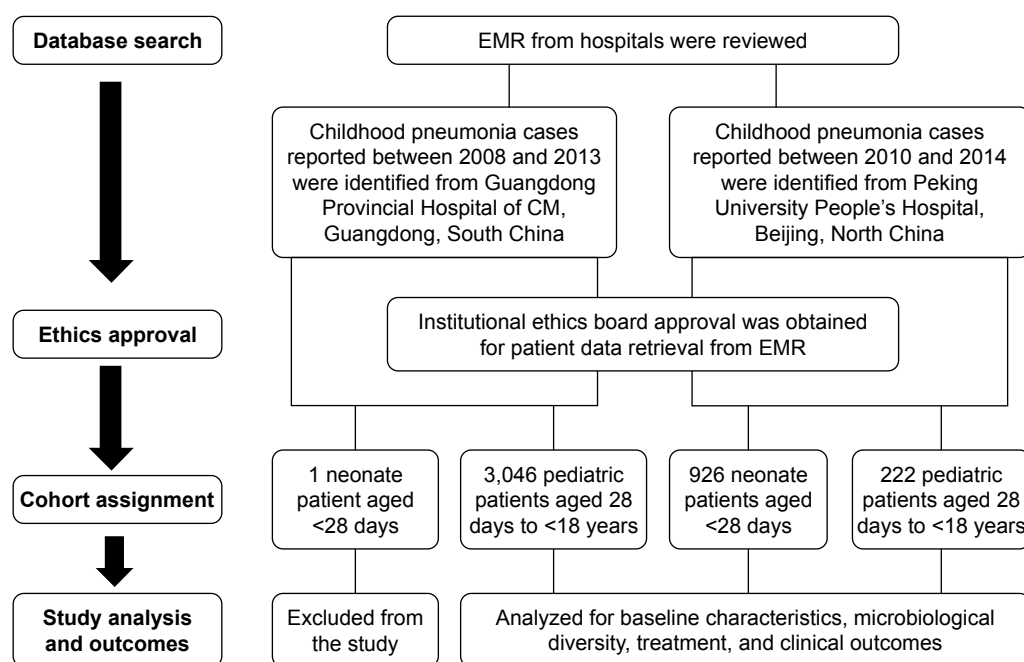 Database search
EMR from hospitals were reviewed
Childhood pneumonia cases
reported between 2008 and 2013
were identified from Guangdong
Provincial Hospital of CM,
Guangdong, South China
Childhood pneumonia cases
reported between 2010 and 2014
were identified from Peking
University People's Hospital,
Beijing, North China
Ethics approval
Institutional ethics board approval was obtained
for patient data retrieval from EMR
Cohort assignment
1 neonate
patient aged
<28 days
3,046 pediatric
patients aged 28
days to <18 years
926 neonate
patients aged
<28 days
222 pediatric
patients aged 28
days to <18 years
Study analysis
and outcomes
Excluded from
the study
Analyzed for baseline characteristics, microbiological
diversity, treatment, and clinical outcomes